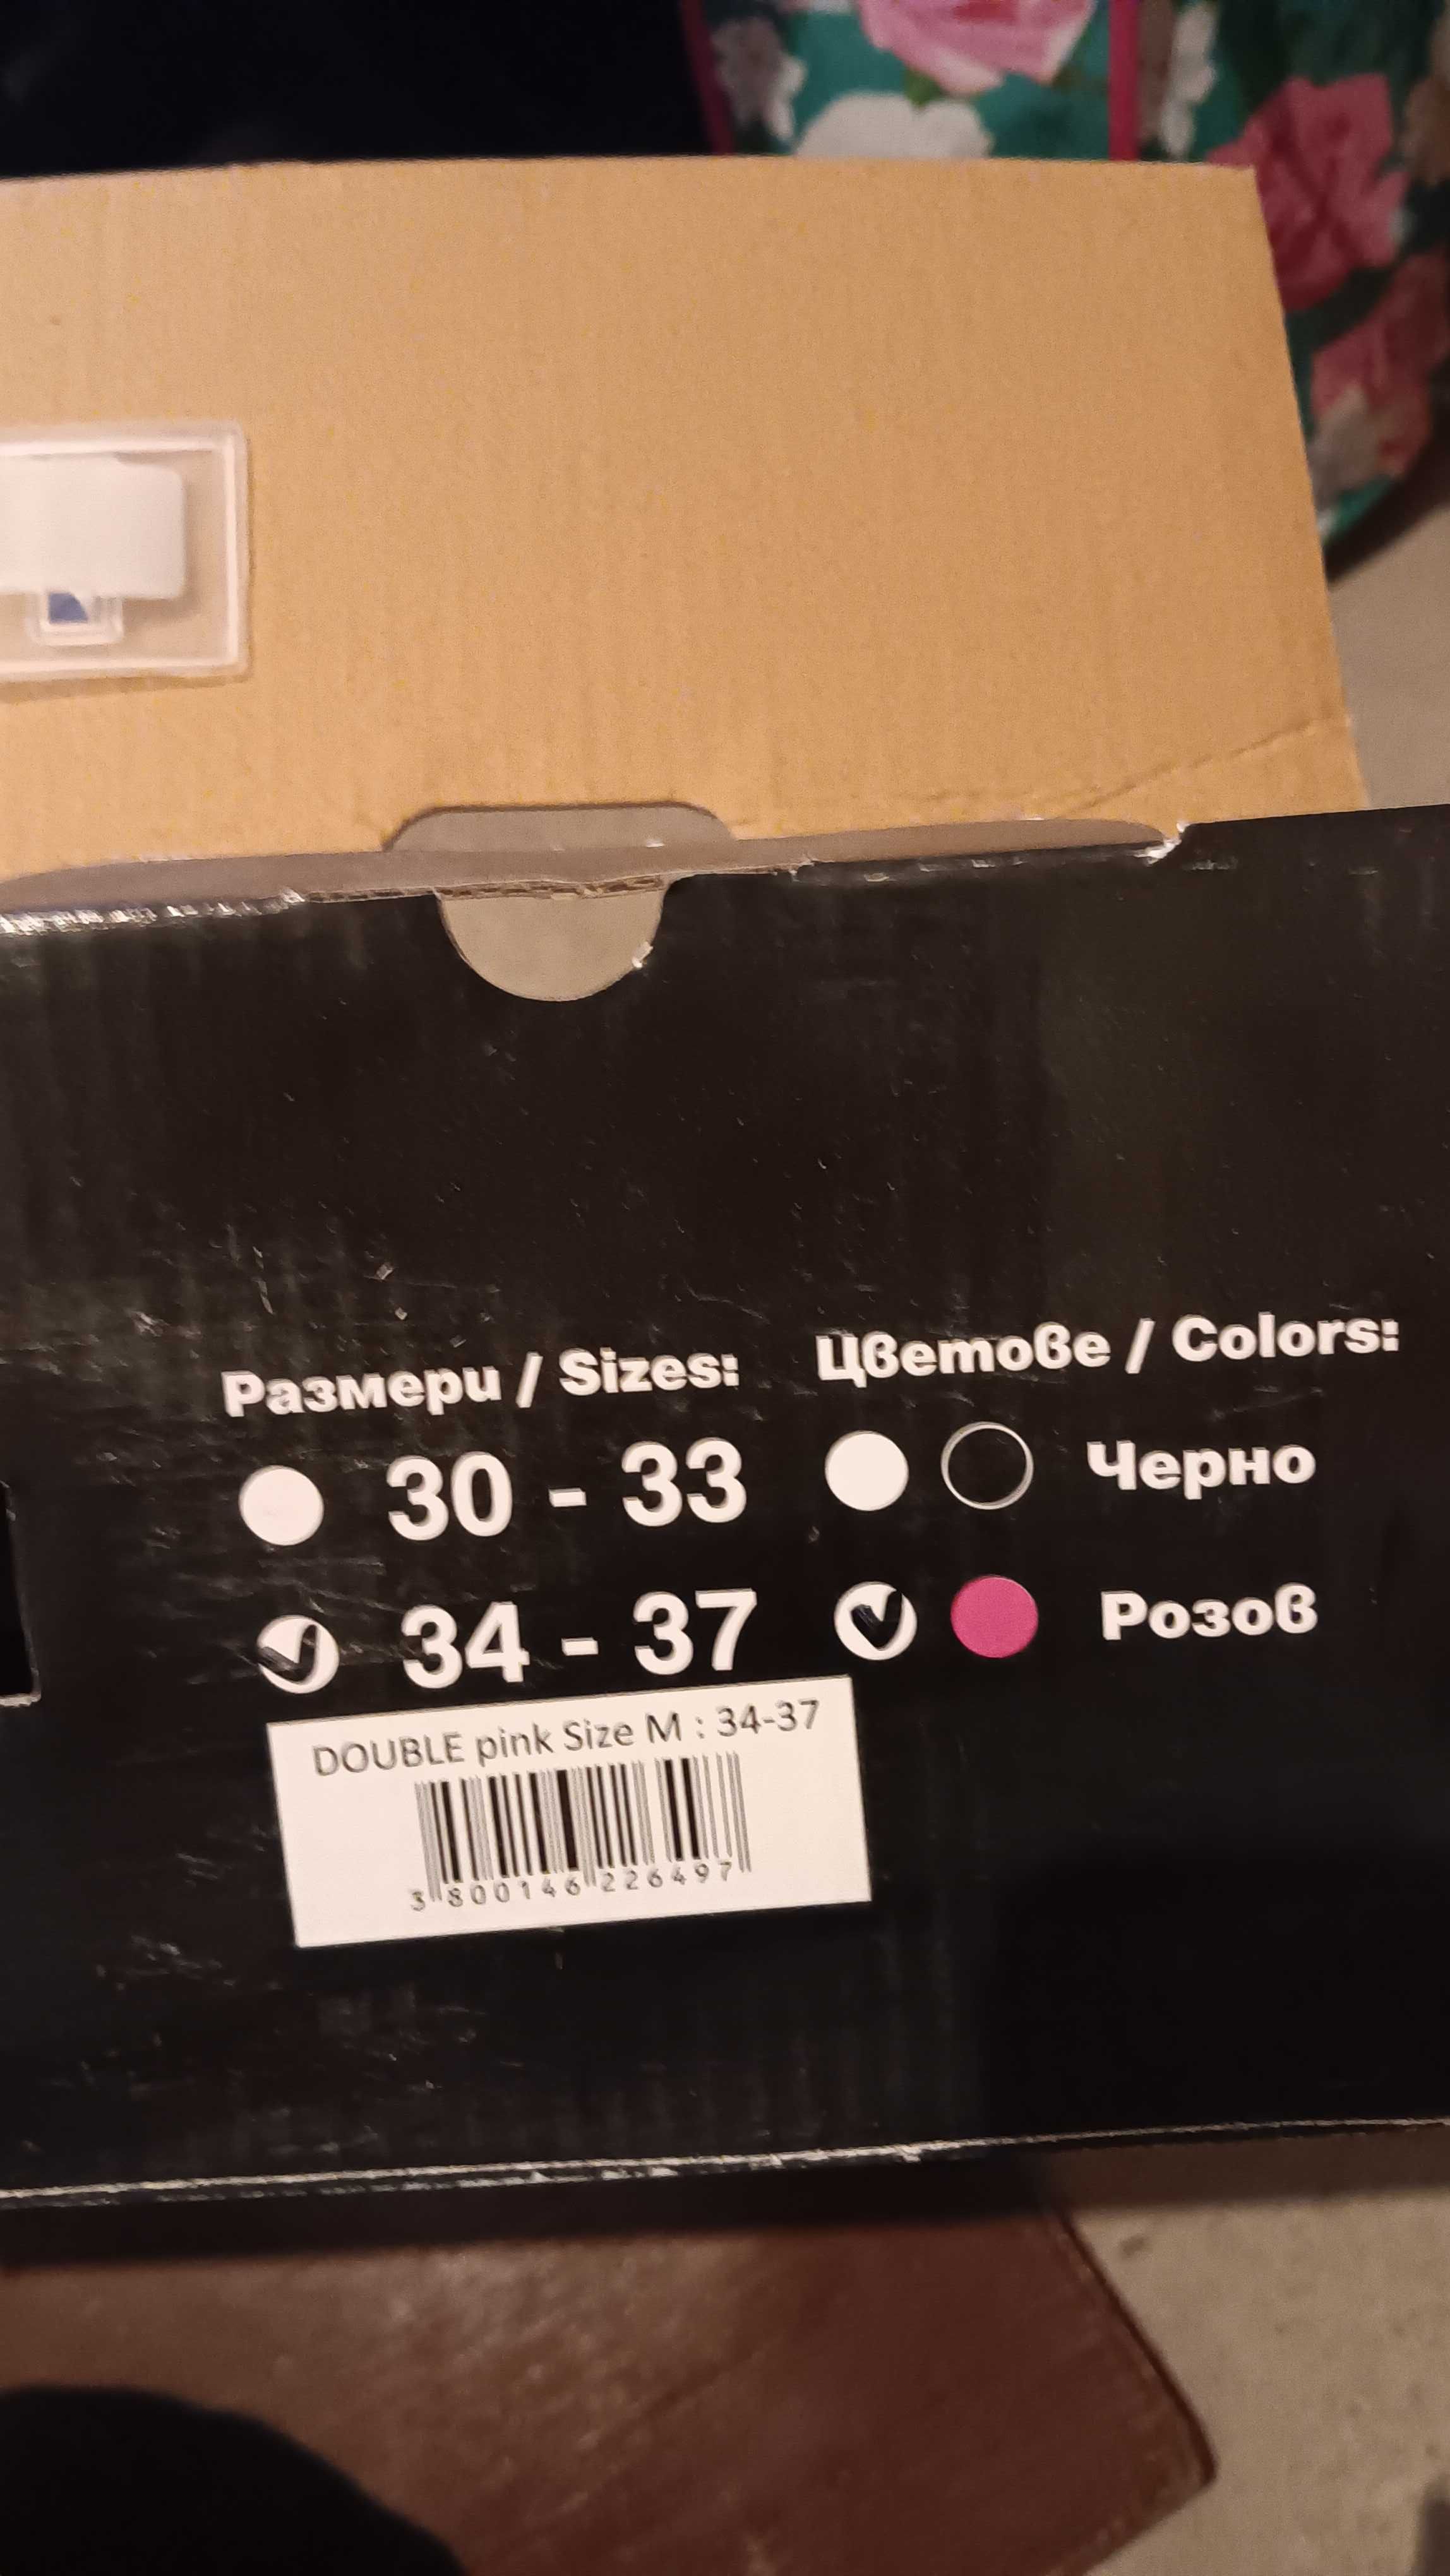 Размери / Sizes:
30 - 33
34 - 37
Цветове / Colors:
Черно
Розов
DOUBLE pink Size M : 34-37
3 800146 226497